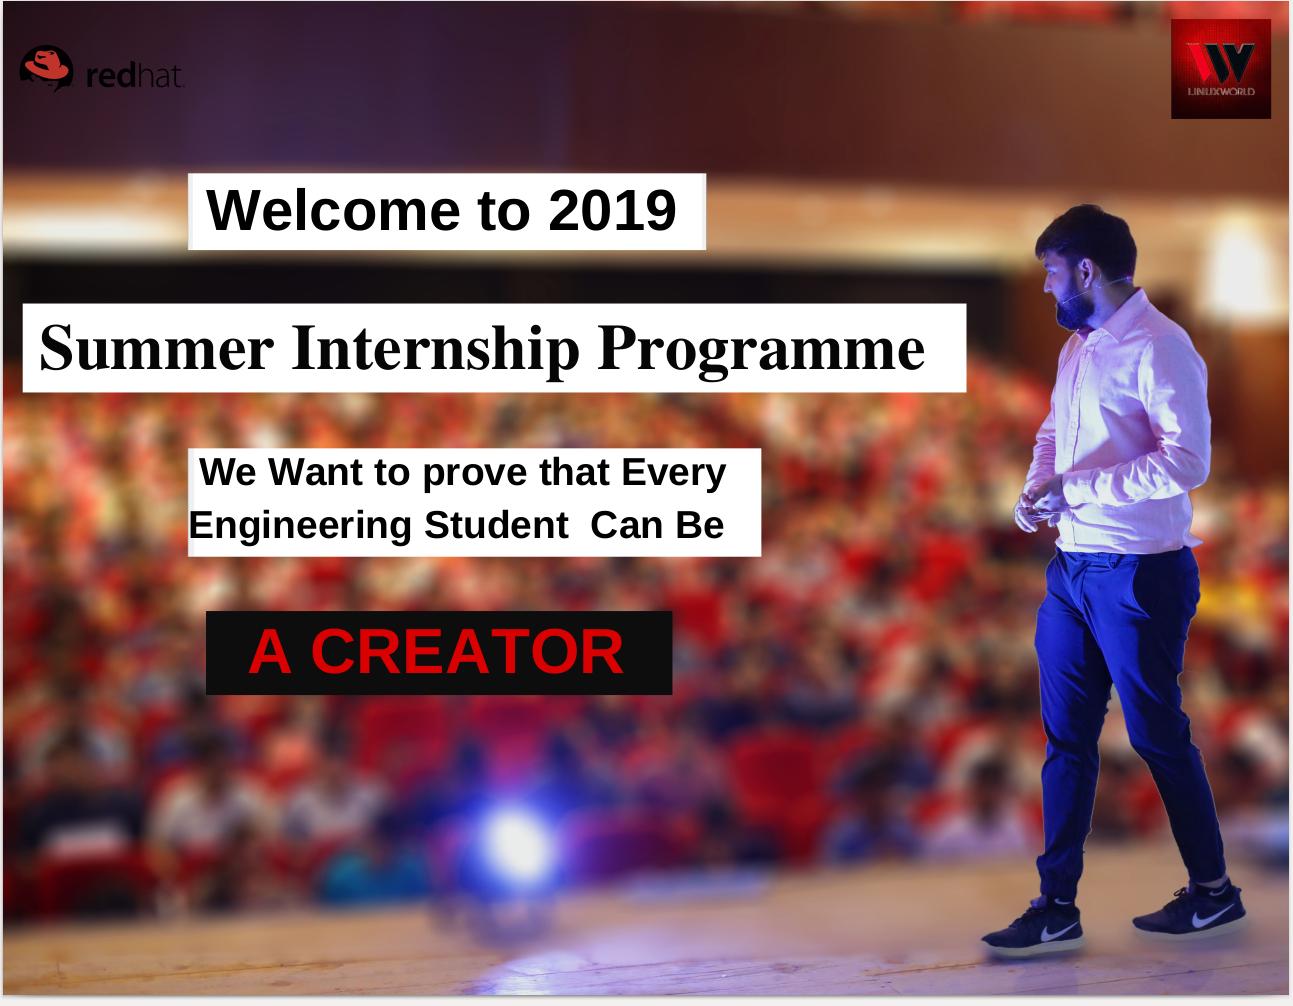 redhat.
LINUXWORLD
Welcome to 2019
Summer Internship Programme
We Want to prove that Every
Engineering Student  Can Be
A CREATOR